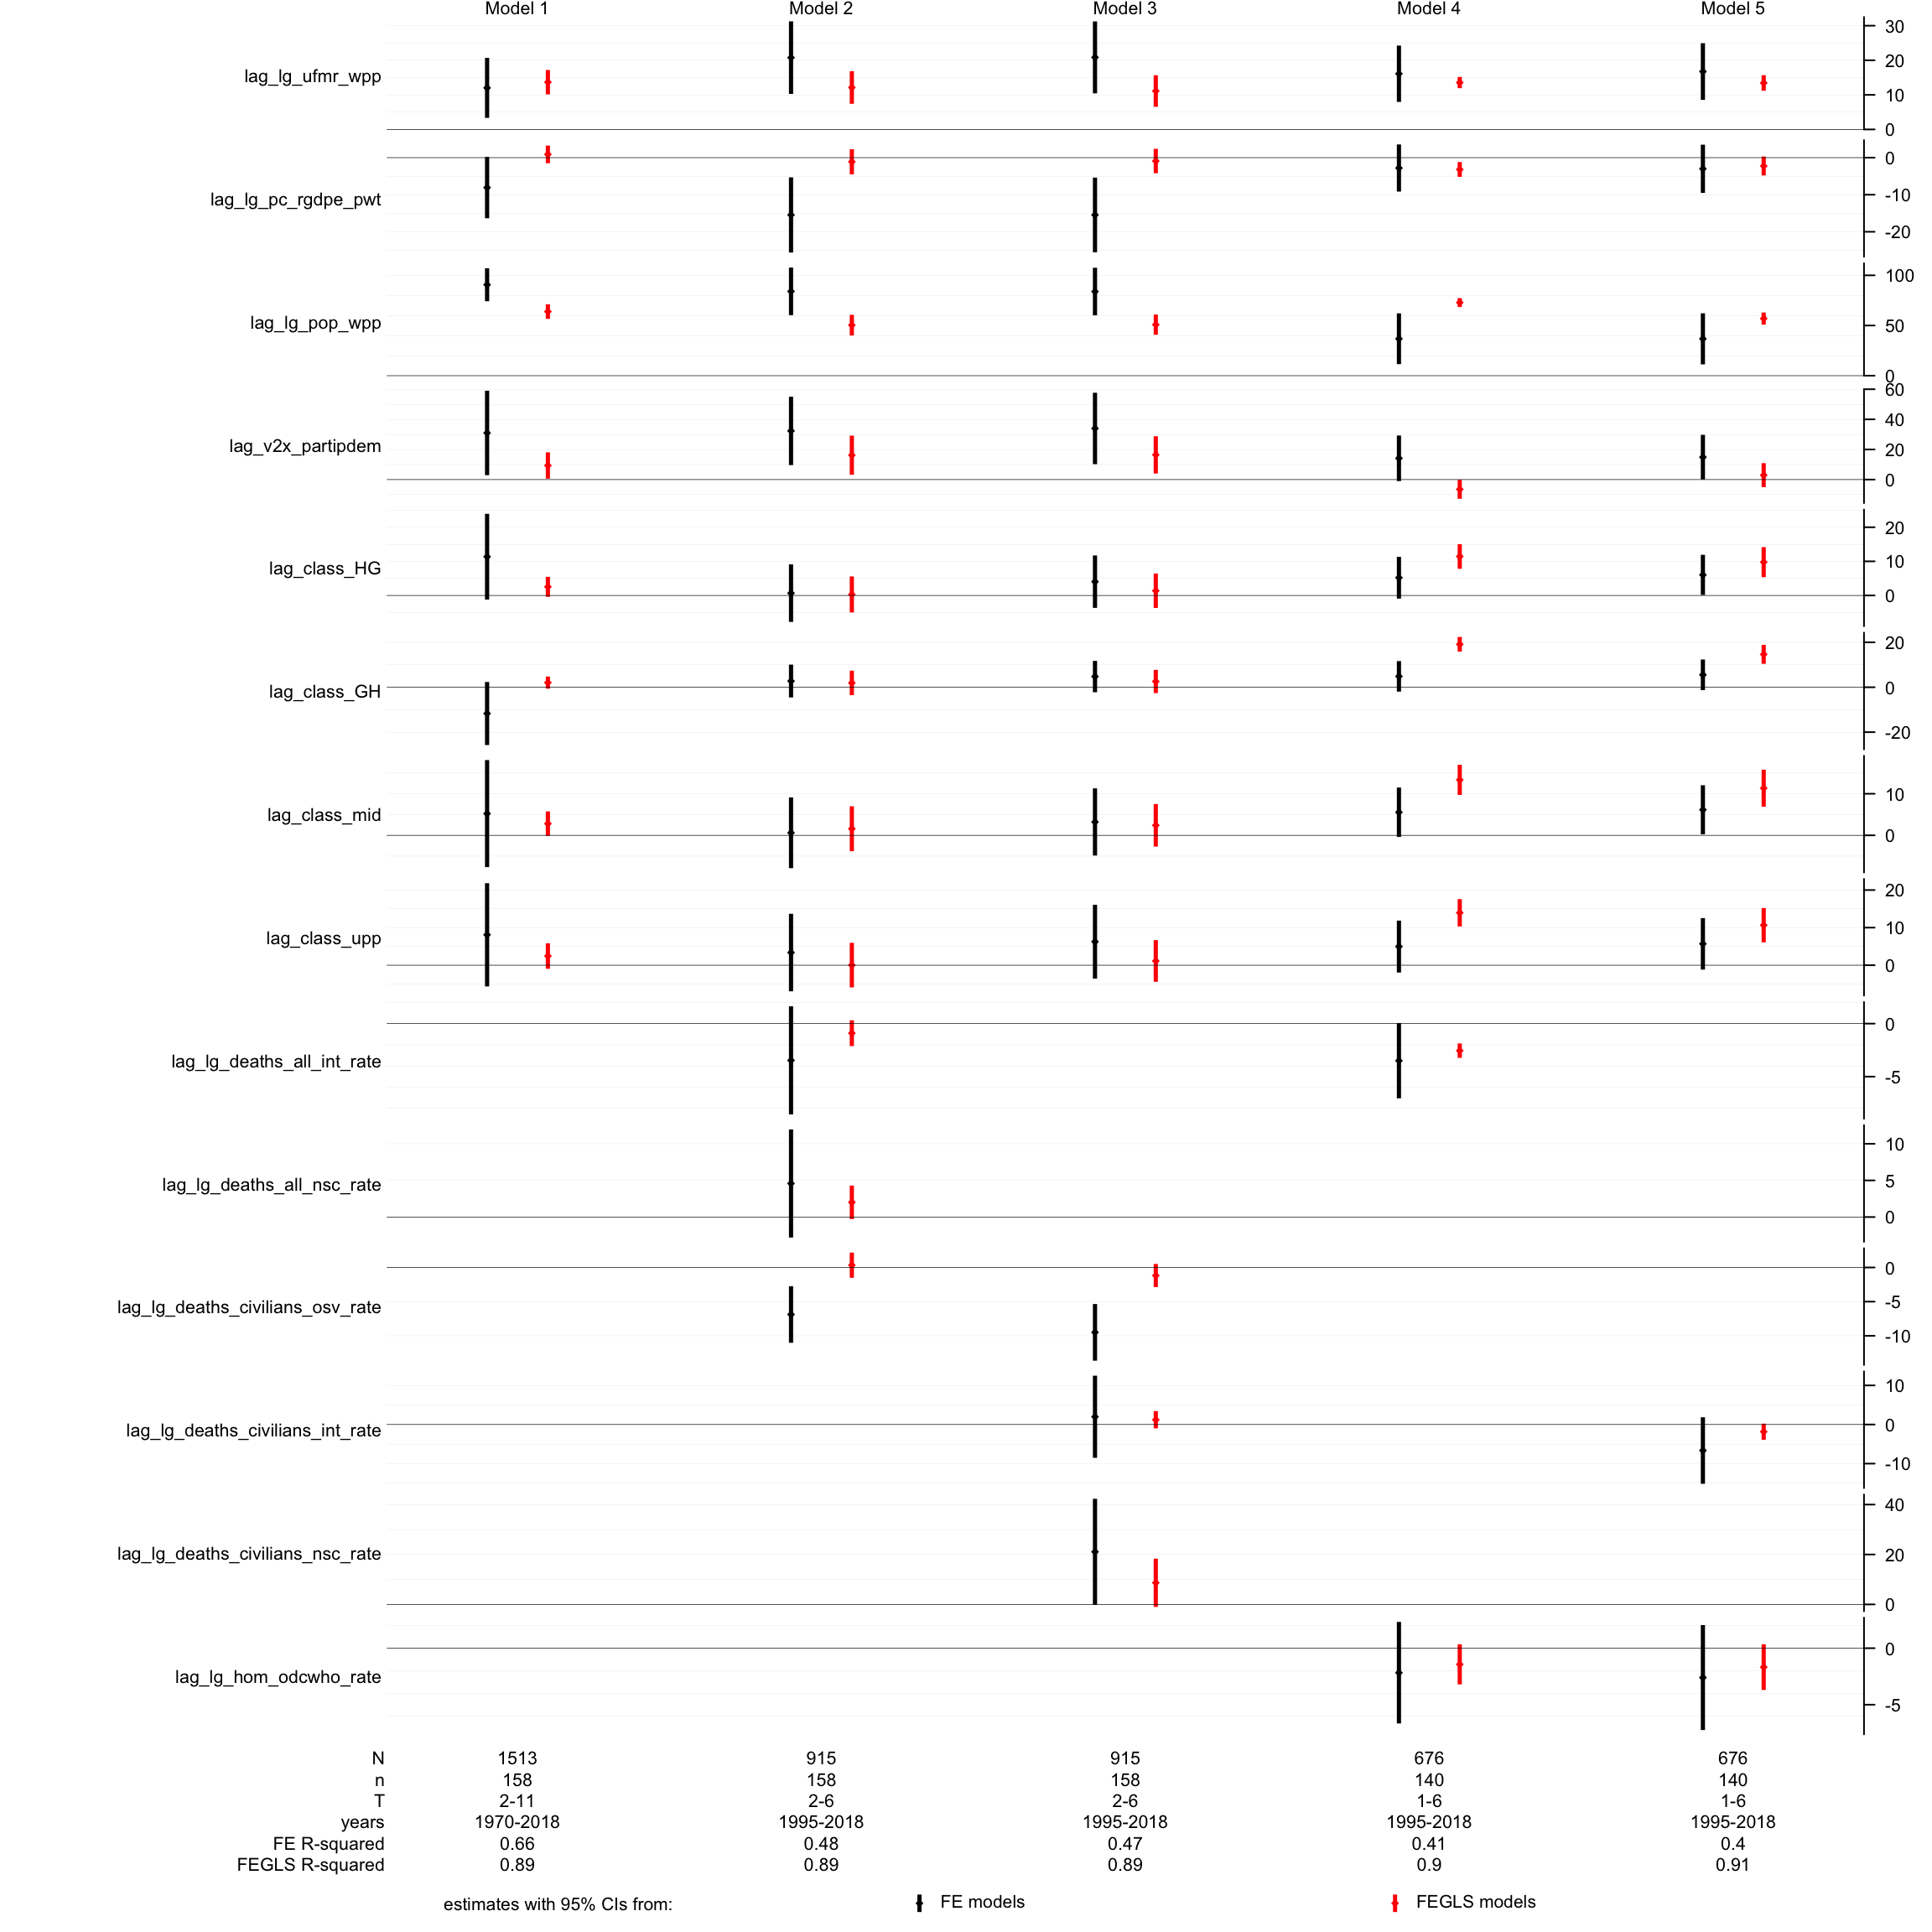 Model 1 Model 2 Model 3 Model 4 Model 5
lag_lg_ufmr_wpp 30 20 10 0
lag_lg_pc_rgdpe_pwt 0 -10 -20
lag_lg_pop_wpp 100 50 0
lag_v2x_partipdem 60 40 20 0
lag_class_HG 20 10 0
lag_class_GH 20 0 -20
lag_class_mid 10 0
lag_class_upp 20 10 0
lag_lg_deaths_all_int_rate 0 -5
lag_lg_deaths_all_nsc_rate 10 5 0
lag_lg_deaths_civilians_osv_rate 0 -5 -10
lag_lg_deaths_civilians_int_rate 10 0 -10
lag_lg_deaths_civilians_nsc_rate 40 20 0
lag_lg_hom_odcwho_rate 0 -5
N 1513 915 915 676 676
n 158 158 158 140 140
T 2-11 2-6 2-6 1-6 1-6
years 1970-2018 1995-2018 1995-2018 1995-2018 1995-2018
FE R-squared 0.66 0.48 0.47 0.41 0.4
FEGLS R-squared 0.89 0.89 0.89 0.9 0.91
estimates with 95% CIs from: FE models FEGLS models